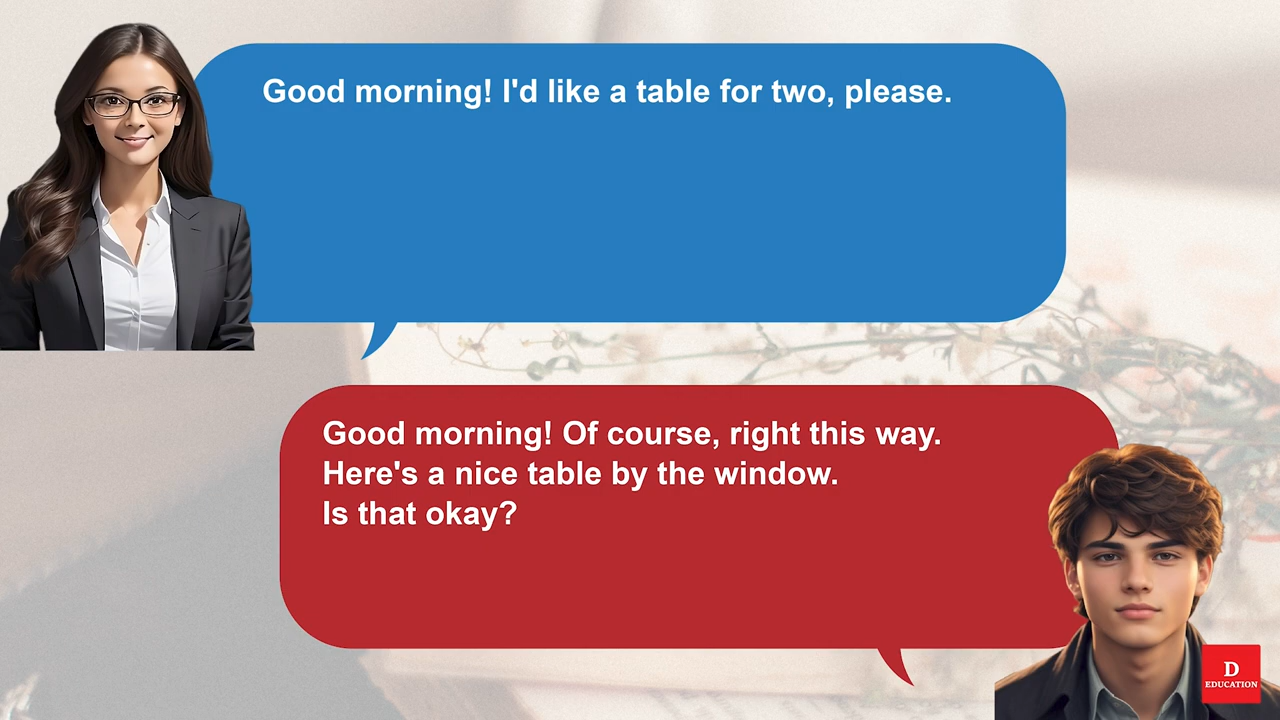 Good morning! I'd like a table for two, please.
Good morning! Of course, right this way.
Here's a nice table by the window.
Is that okay?
D
EDUCATION